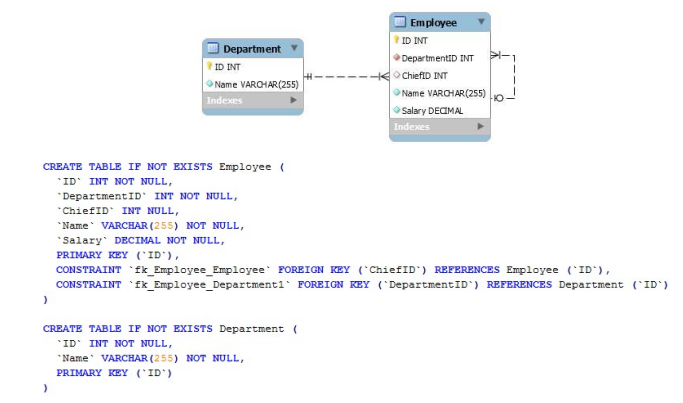 Department
ID INT
Name VARCHAR(255)
Indexes
Employee
ID INT
DepartmentID INT
ChiefID INT
Name VARCHAR(255)
Salary DECIMAL
Indexes
CREATE TABLE IF NOT EXISTS Employee (
`ID` INT NOT NULL,
`DepartmentID` INT NOT NULL,
`ChiefID` INT NULL,
`Name` VARCHAR(255) NOT NULL,
`Salary` DECIMAL NOT NULL,
PRIMARY KEY (`ID`),
CONSTRAINT `fk_Employee_Employee` FOREIGN KEY (`ChiefID`) REFERENCES Employee (`ID`),
CONSTRAINT `fk_Employee_Department1` FOREIGN KEY (`DepartmentID`) REFERENCES Department (`ID`)
)
CREATE TABLE IF NOT EXISTS Department (
`ID` INT NOT NULL,
`Name` VARCHAR(255) NOT NULL,
PRIMARY KEY (`ID`)
)